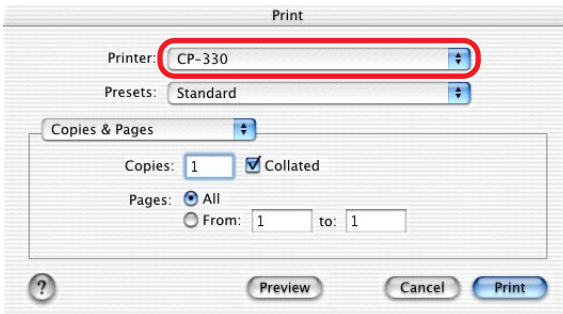 Print
Printer: CP-330
Presets: Standard
Copies & Pages
Copies: 1 Collated
Pages: All
From: 1 to: 1
? Preview Cancel Print